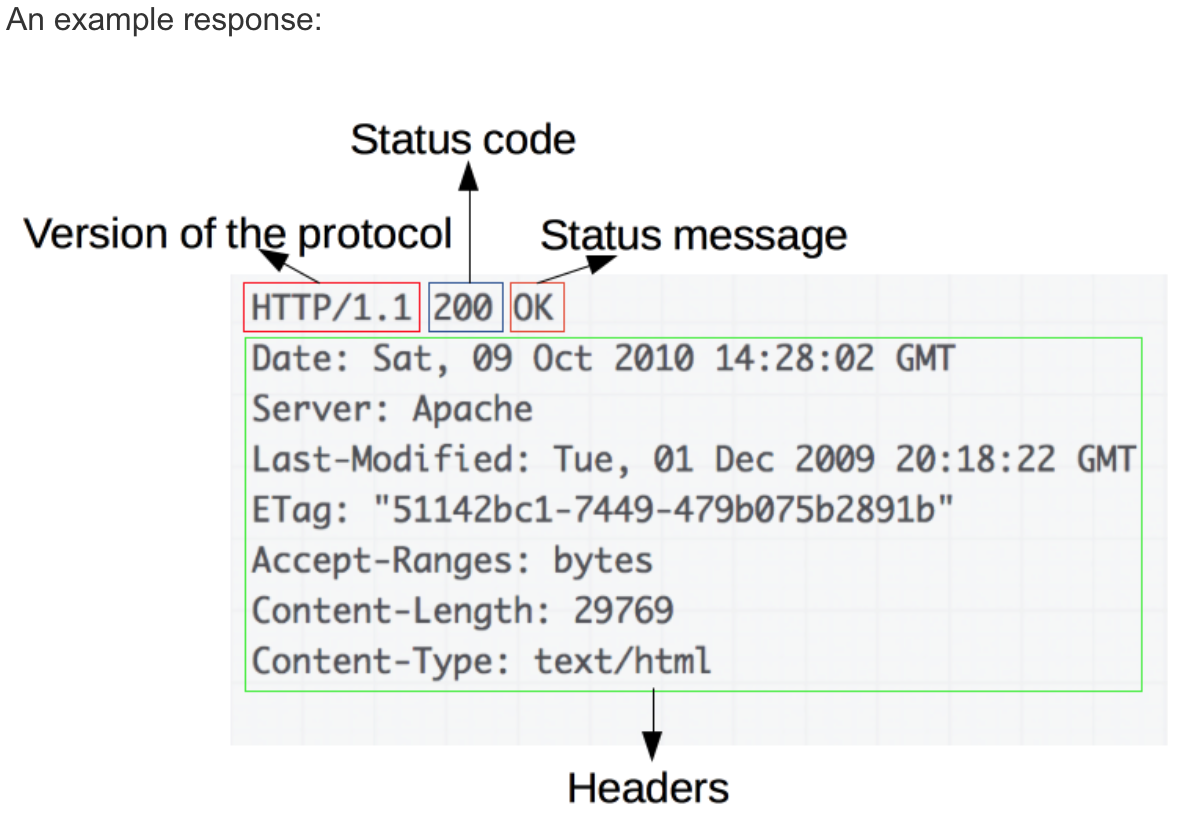 An example response:
Status code
Version of the protocol
Status message
HTTP/1.1 200 OK
Date: Sat, 09 Oct 2010 14:28:02 GMT
Server: Apache
Last-Modified: Tue, 01 Dec 2009 20:18:22 GMT
ETag: "51142bc1-7449-479b075b2891b"
Accept-Ranges: bytes
Content-Length: 29769
Content-Type: text/html
Headers